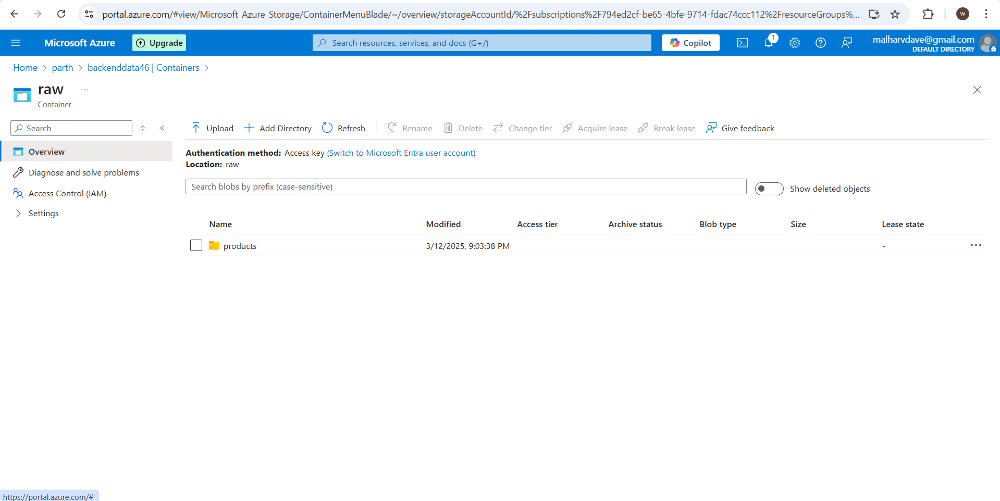 portal.azure.com/#view/Microsoft_Azure_Storage/ContainerMenuBlade/~/overview/storageAccountId/%2Fsubscriptions%2F794ed2cf-be65-4bfe-9714-fdac74ccc112%2FresourceGroups%...
W
Microsoft Azure
Upgrade
Search resources, services, and docs (G+/)
Copilot
1
malharvdave@gmail.com
DEFAULT DIRECTORY
Home > parth > backenddata46 | Containers >
raw ...
Container
Search
Upload + Add Directory Refresh Rename Delete Change tier Acquire lease Break lease Give feedback
Overview
Diagnose and solve problems
Access Control (IAM)
Settings
Authentication method: Access key (Switch to Microsoft Entra user account)
Location: raw
Search blobs by prefix (case-sensitive)
Show deleted objects
Name Modified Access tier Archive status Blob type Size Lease state
products 3/12/2025, 9:03:38 PM - ...
https://portal.azure.com/#